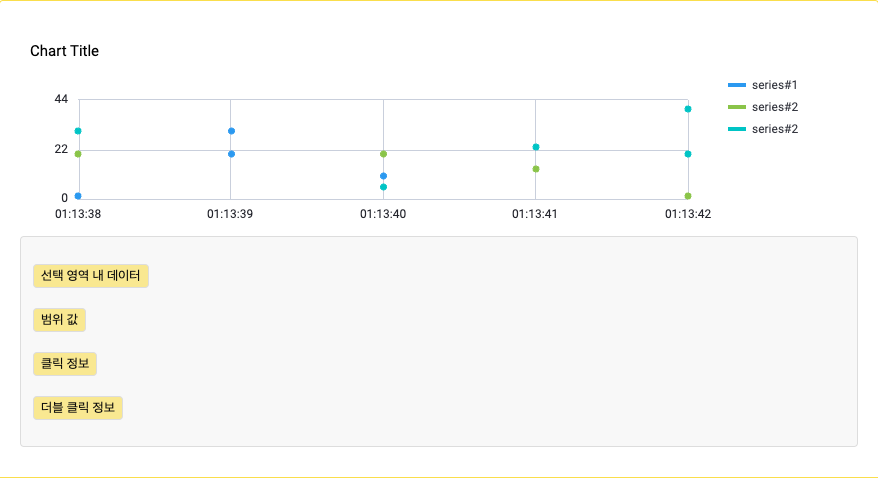 Chart Title
series#1
series#2
series#2
44
22
0
01:13:38 01:13:39 01:13:40 01:13:41 01:13:42
선택 영역 내 데이터
범위 값
클릭 정보
더블 클릭 정보